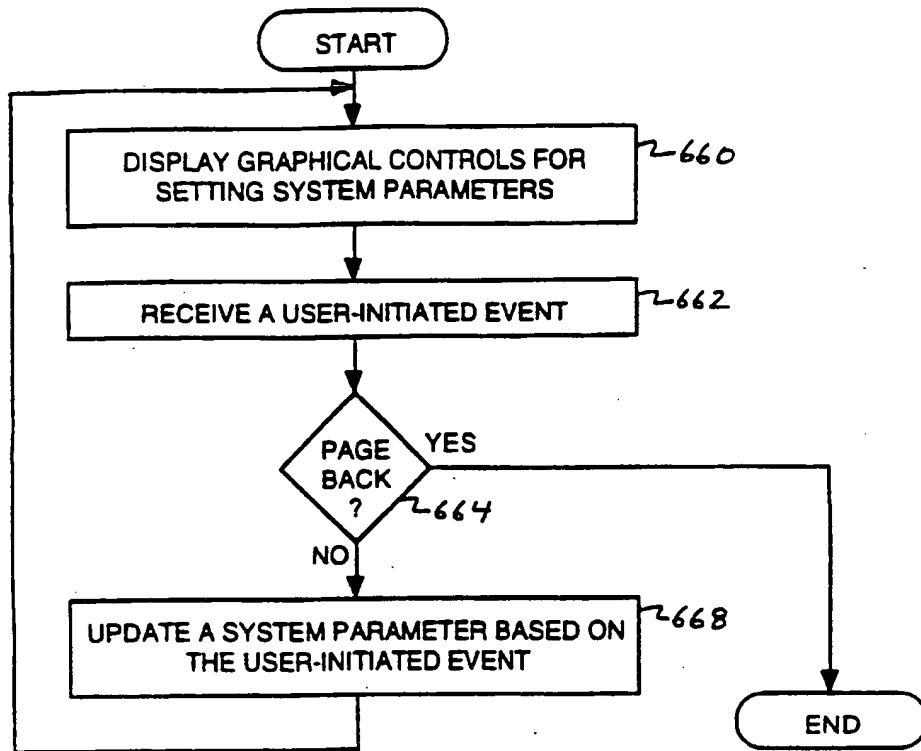 START
DISPLAY GRAPHICAL CONTROLS FOR
SETTING SYSTEM PARAMETERS
660
RECEIVE A USER-INITIATED EVENT
662
PAGE
BACK
?
YES
664
NO
UPDATE A SYSTEM PARAMETER BASED ON
THE USER-INITIATED EVENT
668
END